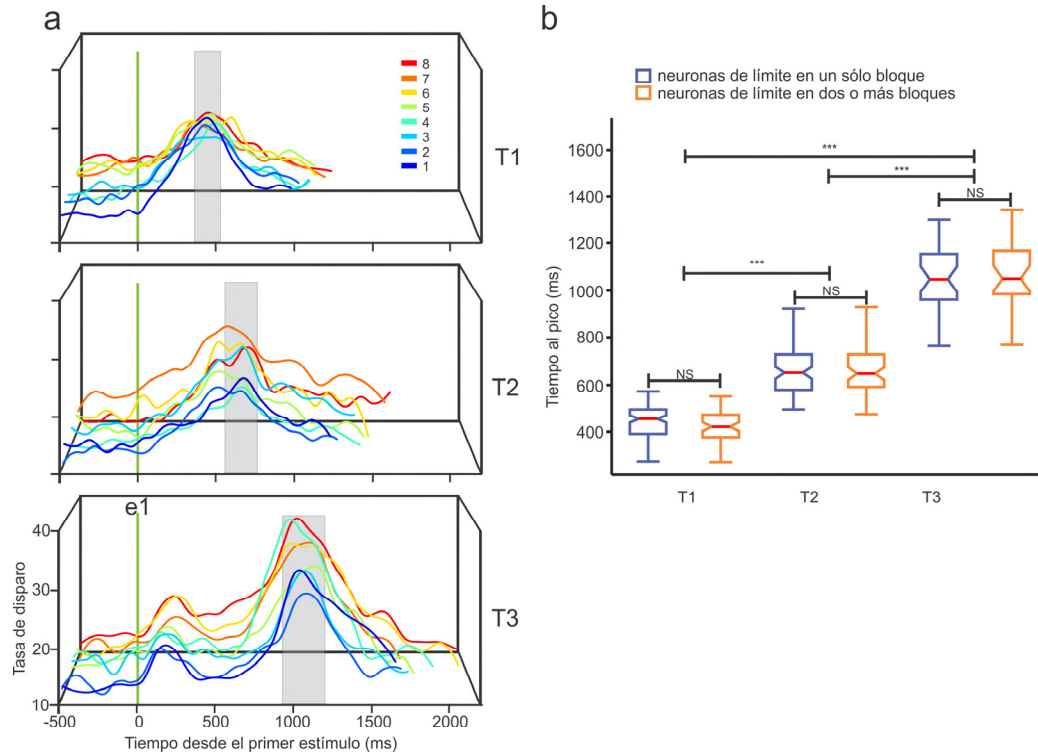 a
8
7
6
5
4
3
2
1
T1
T2
e1
40
30
20
10
Tasa de disparo
T3
-500 0 500 1000 1500 2000
Tiempo desde el primer estímulo (ms)
b
neuronas de límite en un sólo bloque
neuronas de límite en dos o más bloques
1600
1400
1200
1000
800
600
400
Tiempo al pico (ms)
***
***
NS
***
NS
NS
T1 T2 T3